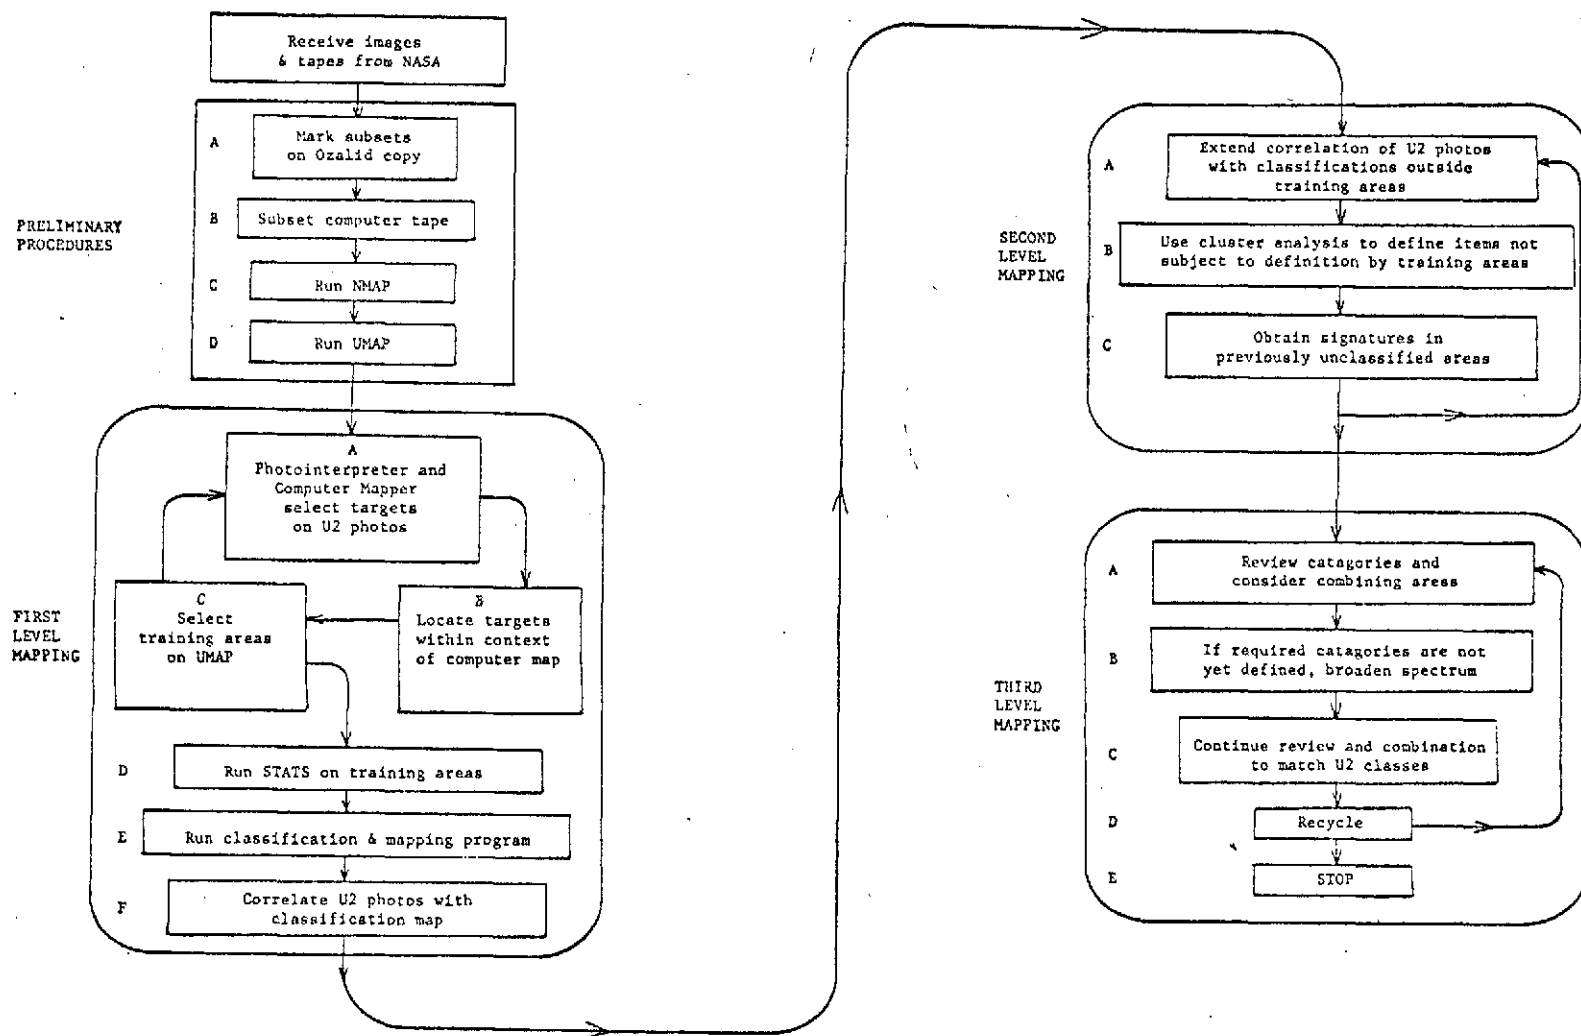 Receive images
& tapes from NASA
PRELIMINARY
PROCEDURES
A
Mark subsets
on Ozalid copy
B
Subset computer tape
C
Run NMAP
D
Run UMAP
FIRST
LEVEL
MAPPING
A
Photointerpreter and
Computer Mapper
select targets
on U2 photos
B
Locate targets
within context
of computer map
C
Select
training areas
on UMAP
D
Run STATS on training areas
E
Run classification & mapping program
F
Correlate U2 photos with
classification map
SECOND
LEVEL
MAPPING
A
Extend correlation of U2 photos
with classifications outside
training areas
B
Use cluster analysis to define items not
subject to definition by training areas
C
Obtain signatures in
previously unclassified areas
THIRD
LEVEL
MAPPING
A
Review catagories and
consider combining areas
B
If required catagories are not
yet defined, broaden spectrum
C
Continue review and combination
to match U2 classes
D
Recycle
E
STOP